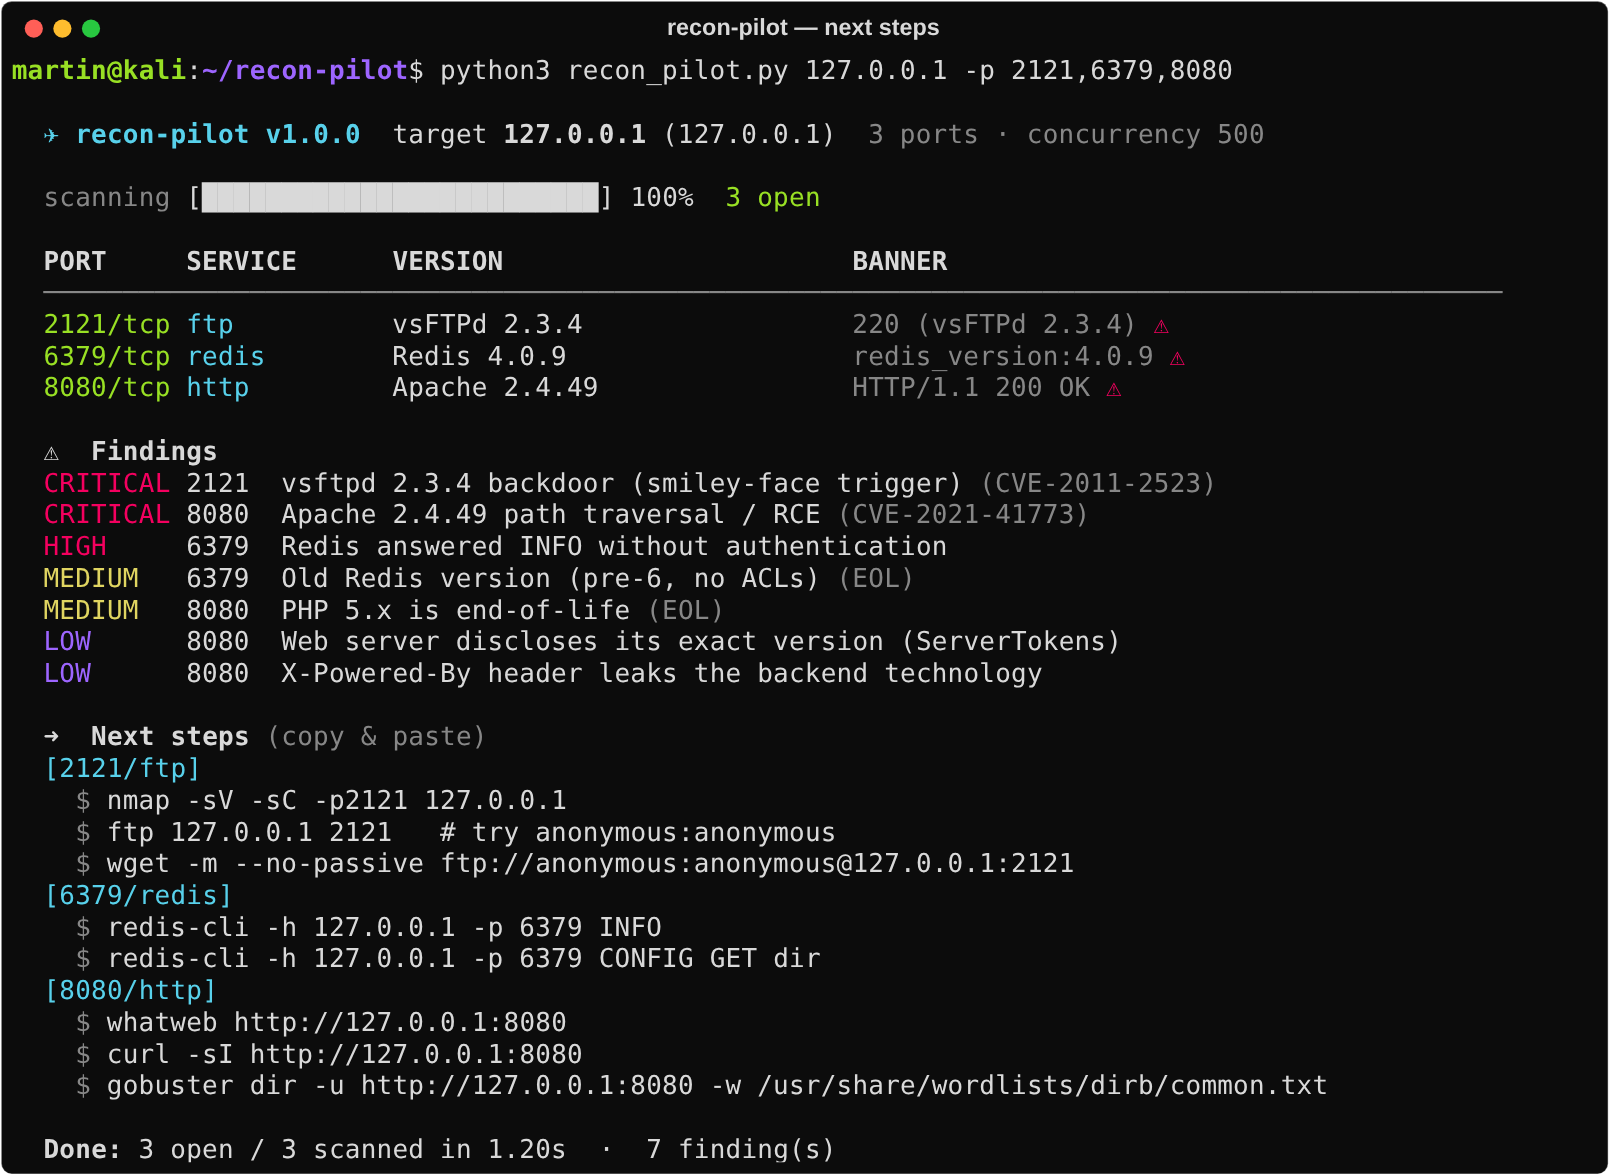 recon-pilot — next steps
martin@kali:~/recon-pilot$ python3 recon_pilot.py 127.0.0.1 -p 2121,6379,8080
✈ recon-pilot v1.0.0  target 127.0.0.1 (127.0.0.1)  3 ports · concurrency 500
scanning [█████████████████████████] 100%  3 open
PORT     SERVICE      VERSION                      BANNER
2121/tcp ftp          vsFTPd 2.3.4                 220 (vsFTPd 2.3.4) ⚠
6379/tcp redis        Redis 4.0.9                  redis_version:4.0.9 ⚠
8080/tcp http         Apache 2.4.49                HTTP/1.1 200 OK ⚠
⚠  Findings
CRITICAL 2121  vsftpd 2.3.4 backdoor (smiley-face trigger) (CVE-2011-2523)
CRITICAL 8080  Apache 2.4.49 path traversal / RCE (CVE-2021-41773)
HIGH     6379  Redis answered INFO without authentication
MEDIUM   6379  Old Redis version (pre-6, no ACLs) (EOL)
MEDIUM   8080  PHP 5.x is end-of-life (EOL)
LOW      8080  Web server discloses its exact version (ServerTokens)
LOW      8080  X-Powered-By header leaks the backend technology
➜  Next steps (copy & paste)
[2121/ftp]
  $ nmap -sV -sC -p2121 127.0.0.1
  $ ftp 127.0.0.1 2121   # try anonymous:anonymous
  $ wget -m --no-passive ftp://anonymous:anonymous@127.0.0.1:2121
[6379/redis]
  $ redis-cli -h 127.0.0.1 -p 6379 INFO
  $ redis-cli -h 127.0.0.1 -p 6379 CONFIG GET dir
[8080/http]
  $ whatweb http://127.0.0.1:8080
  $ curl -sI http://127.0.0.1:8080
  $ gobuster dir -u http://127.0.0.1:8080 -w /usr/share/wordlists/dirb/common.txt
Done: 3 open / 3 scanned in 1.20s  ·  7 finding(s)